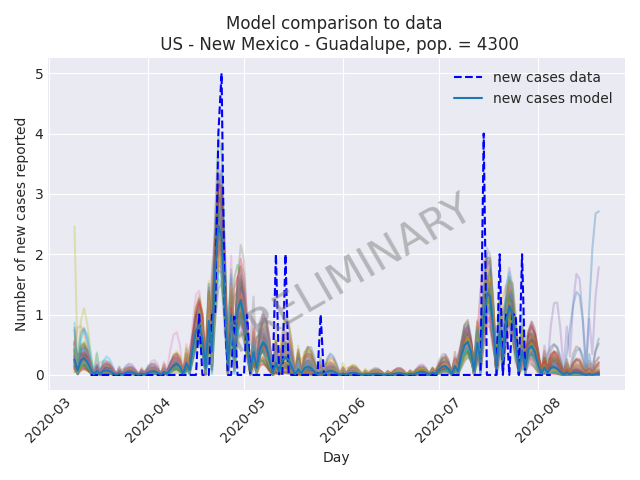 Model comparison to data
US - New Mexico - Guadalupe, pop. = 4300
Number of new cases reported
5
4
3
2
1
0
new cases data
new cases model
PRELIMINARY
2020-03
2020-04
2020-05
2020-06
2020-07
2020-08
Day